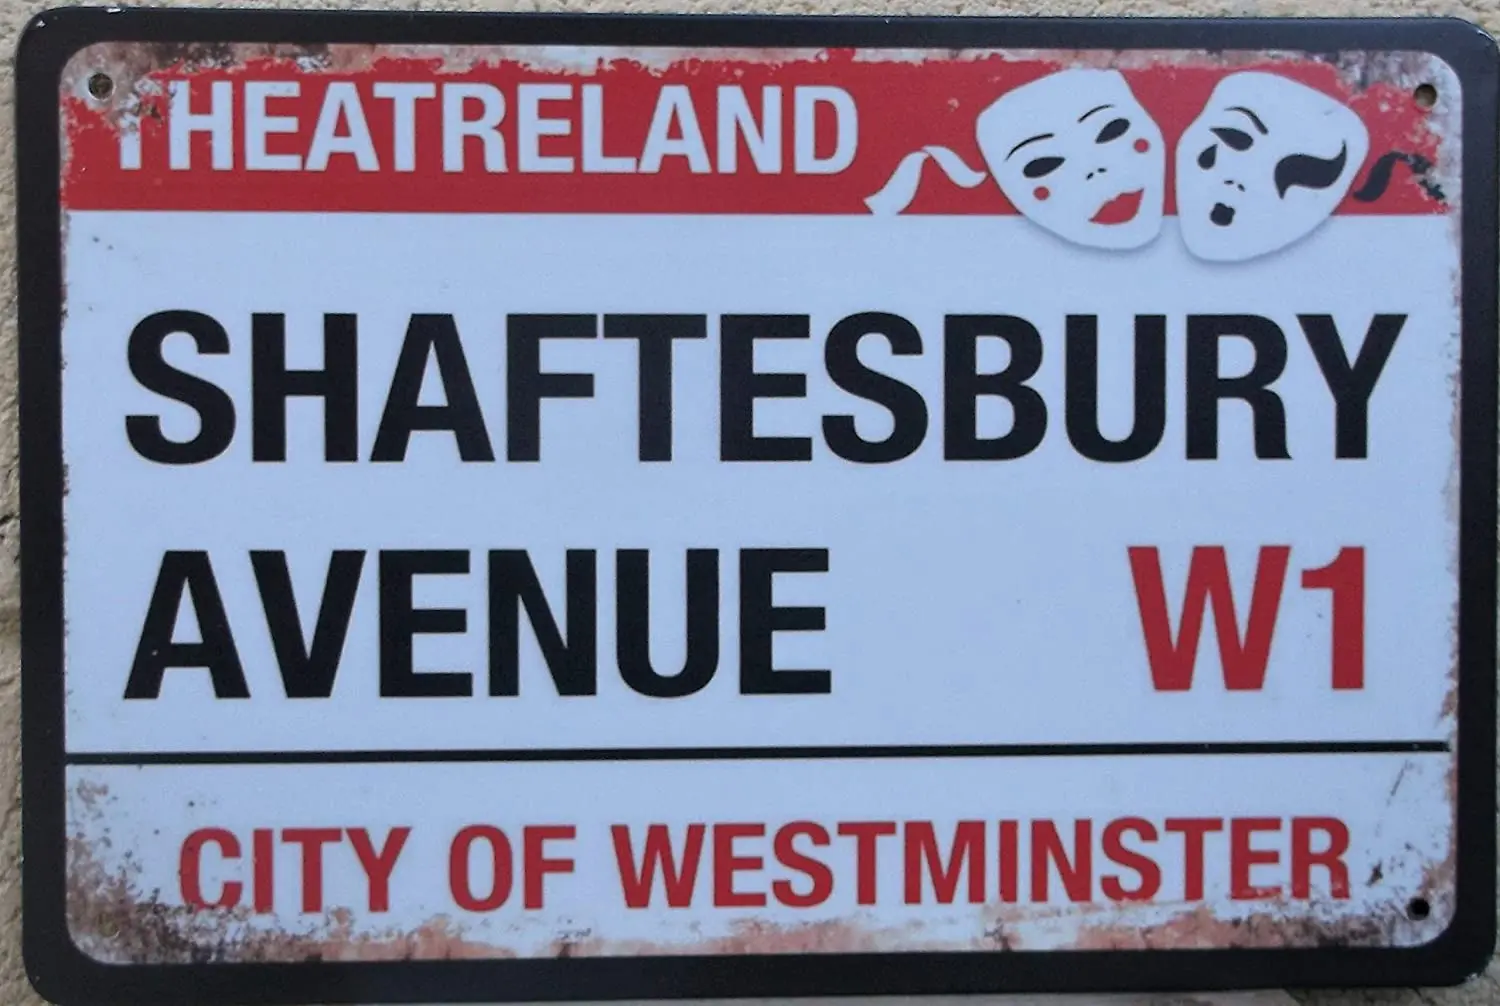 THEATRELAND
SHAFTESBURY
AVENUE W1
CITY OF WESTMINSTER